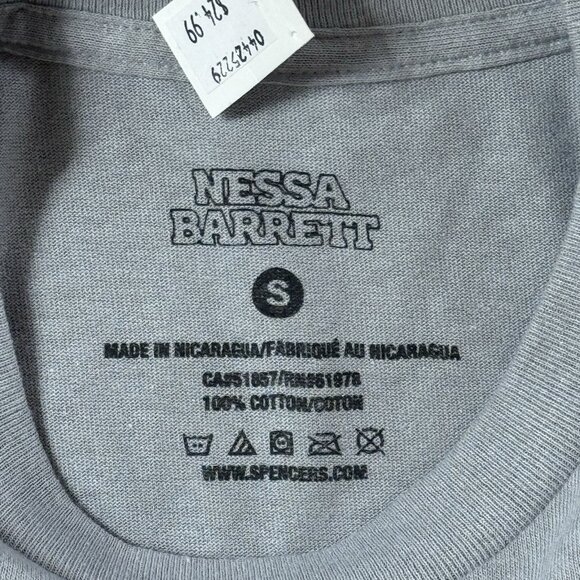 $24.99
04425229
NESSA
BARRETT
S
MADE IN NICARAGUA/FABRIQUÉ AU NICARAGUA
CA#51857/RN#61978
100% COTTON/COTON
WWW.SPENCERS.COM